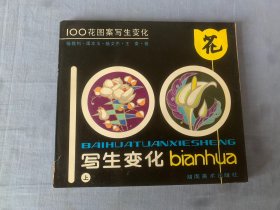 100花图案写生变化
花
100
BAIHUATUANXIESHENG
写生变化 bianhua
上
湖南美术出版社